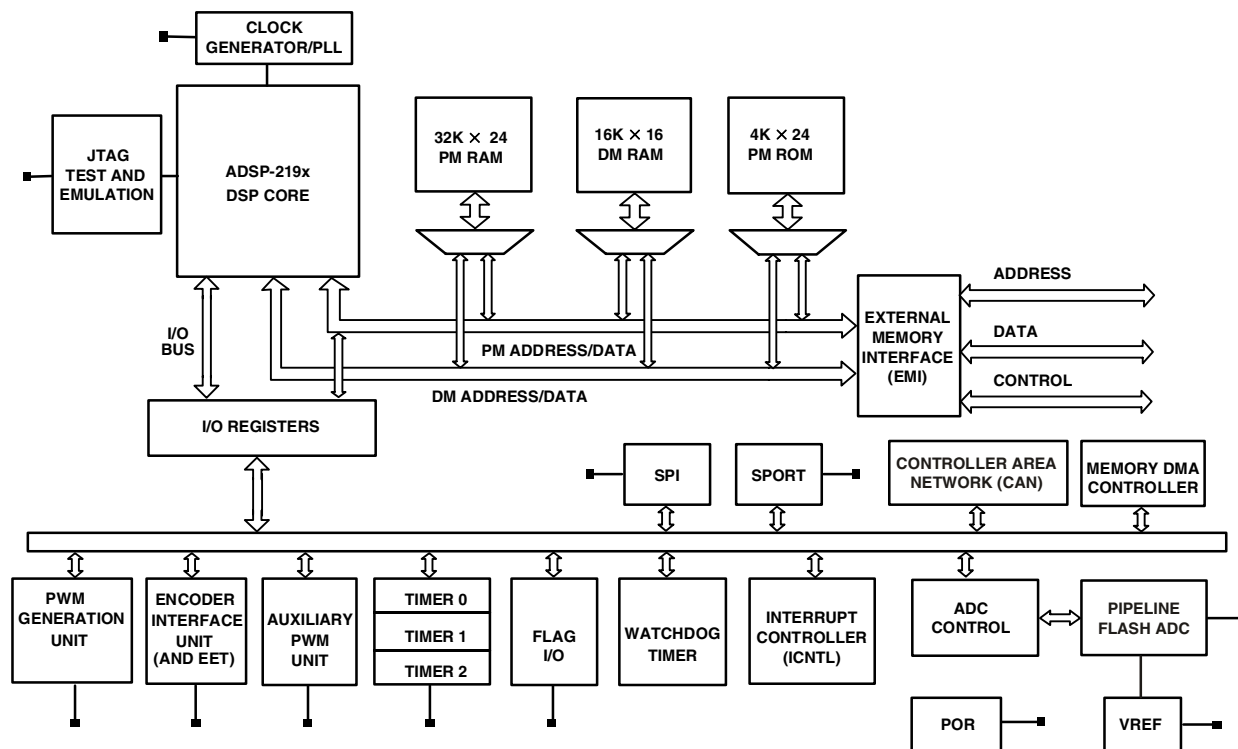 CLOCK
GENERATOR/PLL
JTAG
TEST AND
EMULATION
ADSP-219x
DSP CORE
32K × 24
PM RAM
16K × 16
DM RAM
4K × 24
PM ROM
I/O
BUS
PM ADDRESS/DATA
DM ADDRESS/DATA
EXTERNAL
MEMORY
INTERFACE
(EMI)
ADDRESS
DATA
CONTROL
I/O REGISTERS
SPI
SPORT
CONTROLLER AREA
NETWORK (CAN)
MEMORY DMA
CONTROLLER
PWM
GENERATION
UNIT
ENCODER
INTERFACE
UNIT
(AND EET)
AUXILIARY
PWM
UNIT
TIMER 0
TIMER 1
TIMER 2
FLAG
I/O
WATCHDOG
TIMER
INTERRUPT
CONTROLLER
(ICNTL)
ADC
CONTROL
PIPELINE
FLASH ADC
POR
VREF